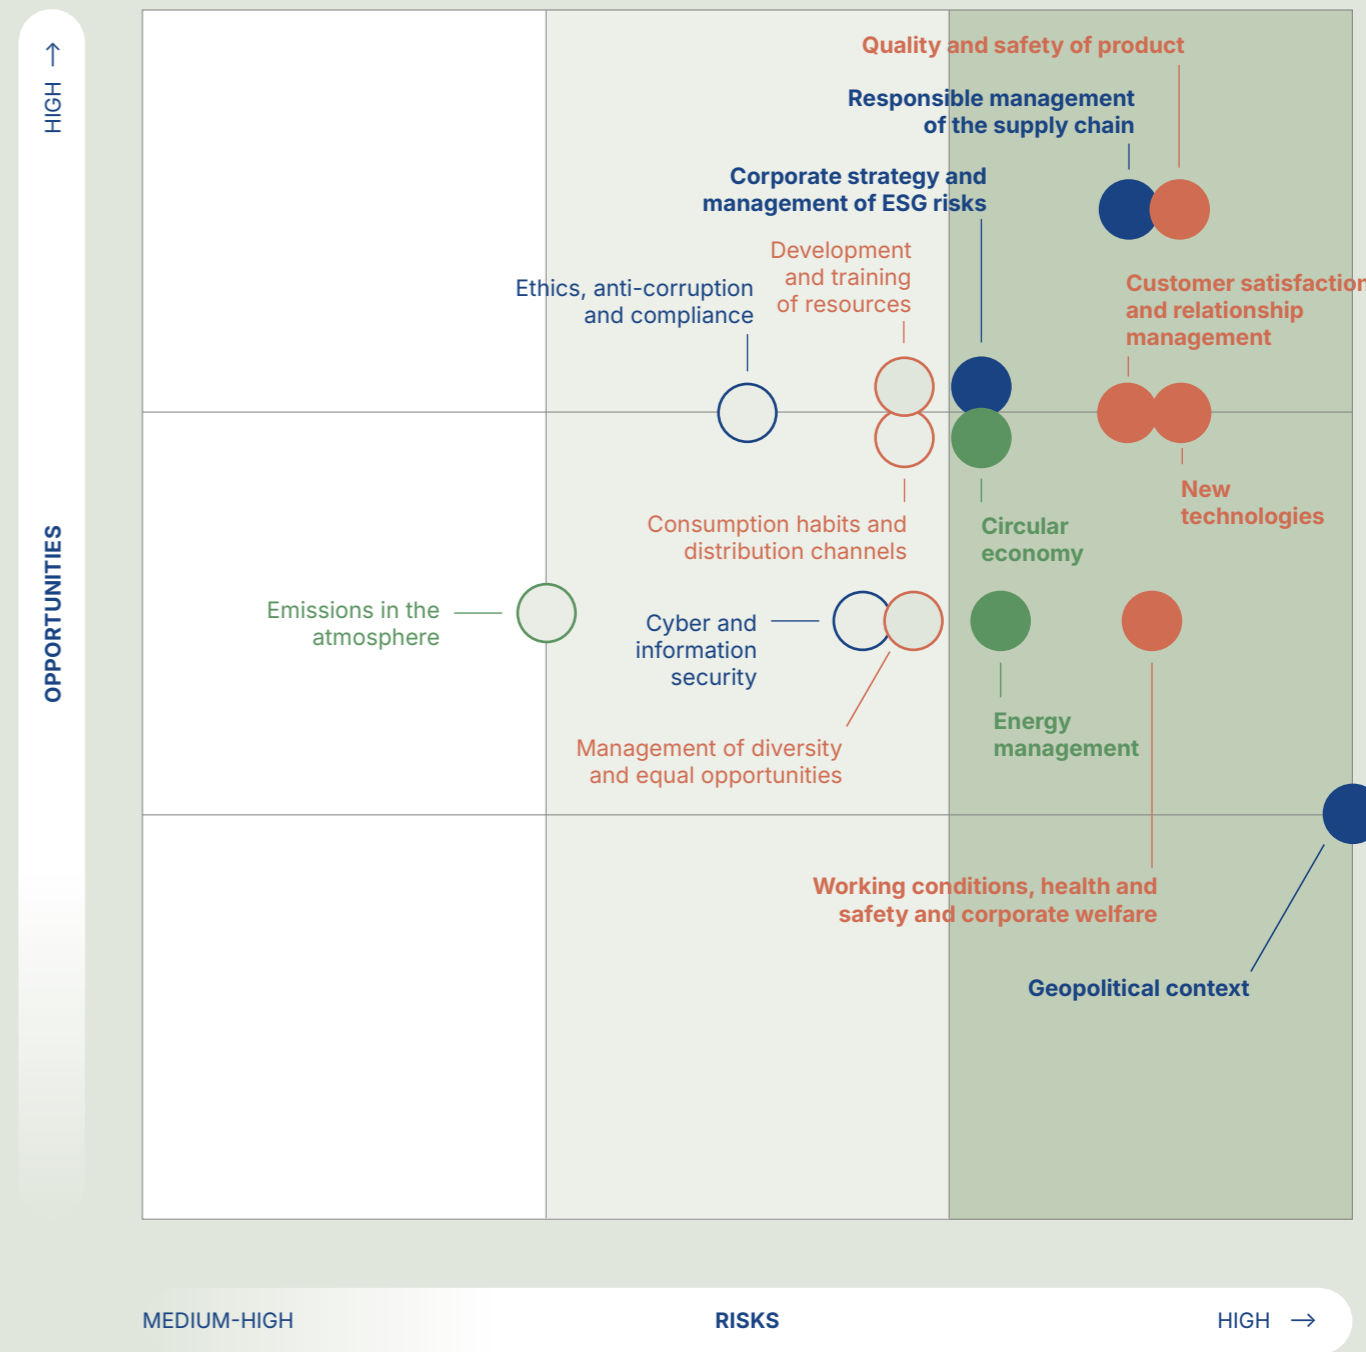 HIGH →
OPPORTUNITIES
Quality and safety of product
Responsible management
of the supply chain
Corporate strategy and
management of ESG risks
Development
and training
of resources
Ethics, anti-corruption
and compliance
Customer satisfaction
and relationship
management
New
technologies
Consumption habits and
distribution channels
Circular
economy
Emissions in the
atmosphere
Cyber and
information
security
Management of diversity
and equal opportunities
Energy
management
Working conditions, health and
safety and corporate welfare
Geopolitical context
MEDIUM-HIGH
RISKS
HIGH →